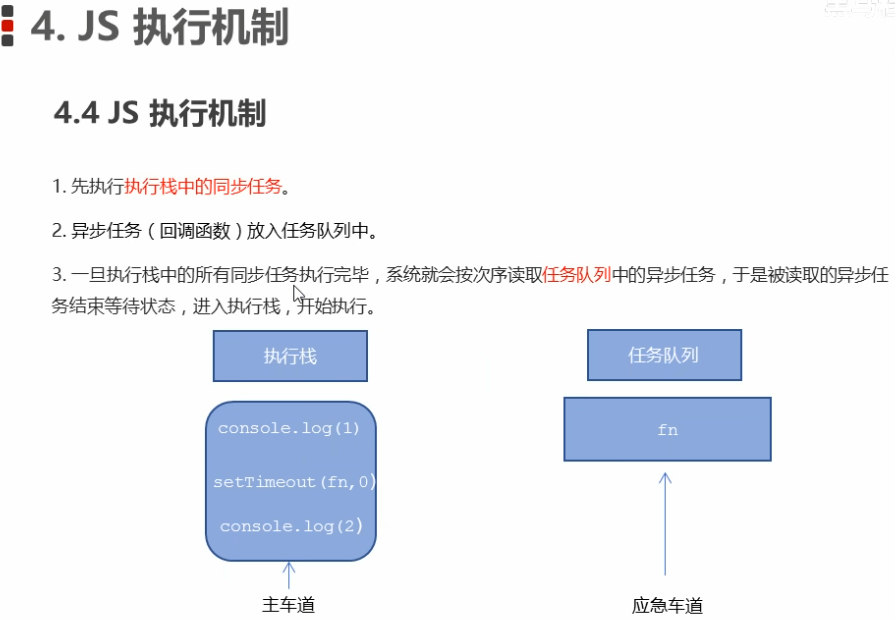 4. JS 执行机制
4.4 JS 执行机制
1. 先执行执行栈中的同步任务。
2. 异步任务（回调函数）放入任务队列中。
3. 一旦执行栈中的所有同步任务执行完毕，系统就会按次序读取任务队列中的异步任务，于是被读取的异步任
务结束等待状态，进入执行栈，开始执行。
执行栈
任务队列
console.log(1)
setTimeout(fn,0)
console.log(2)
fn
主车道
应急车道